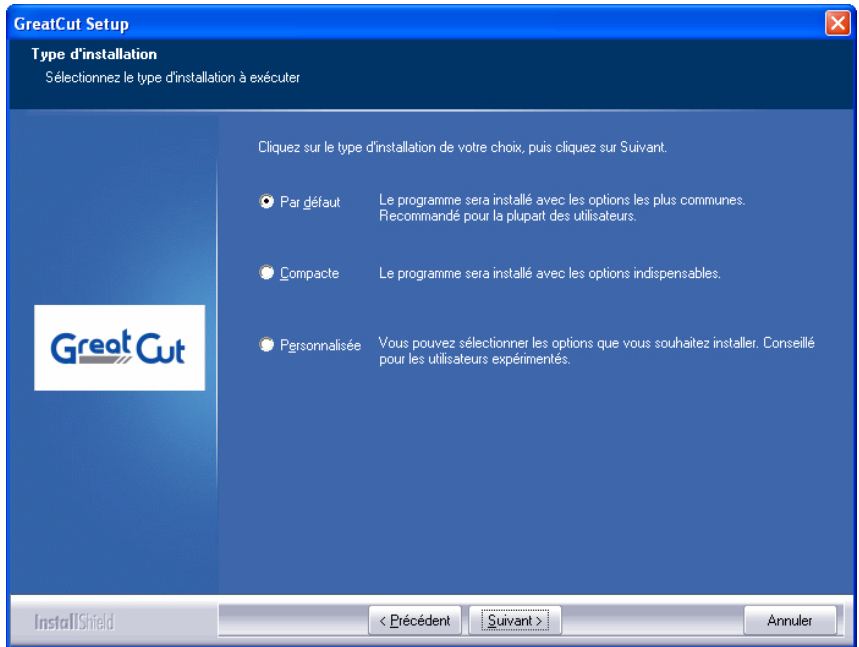 GreatCut Setup
Type d'installation
Sélectionnez le type d'installation à exécuter
Cliquez sur le type d'installation de votre choix, puis cliquez sur Suivant.
Par défaut
Le programme sera installé avec les options les plus communes.
Recommandé pour la plupart des utilisateurs.
Compacte
Le programme sera installé avec les options indispensables.
Great Cut
Personnalisée
Vous pouvez sélectionner les options que vous souhaitez installer. Conseillé
pour les utilisateurs expérimentés.
InstallShield
< Précédent
Suivant >
Annuler